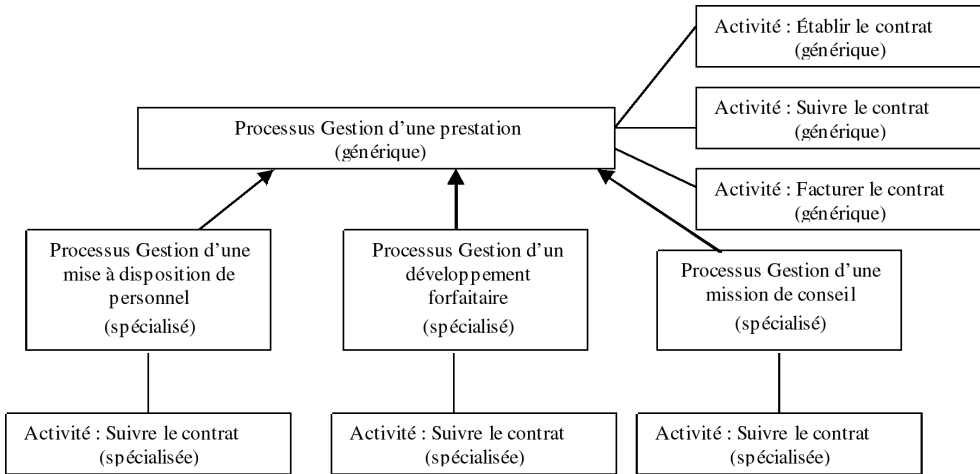 Activité : Établir le contrat
(générique)
Processus Gestion d'une prestation
(générique)
Activité : Suivre le contrat
(générique)
Activité : Facturer le contrat
(générique)
Processus Gestion d'une
mise à disposition de
personnel
(spécialisé)
Processus Gestion d'un
développement
forfaitaire
(spécialisé)
Processus Gestion d'une
mission de conseil
(spécialisé)
Activité : Suivre le contrat
(spécialisée)
Activité : Suivre le contrat
(spécialisée)
Activité : Suivre le contrat
(spécialisée)